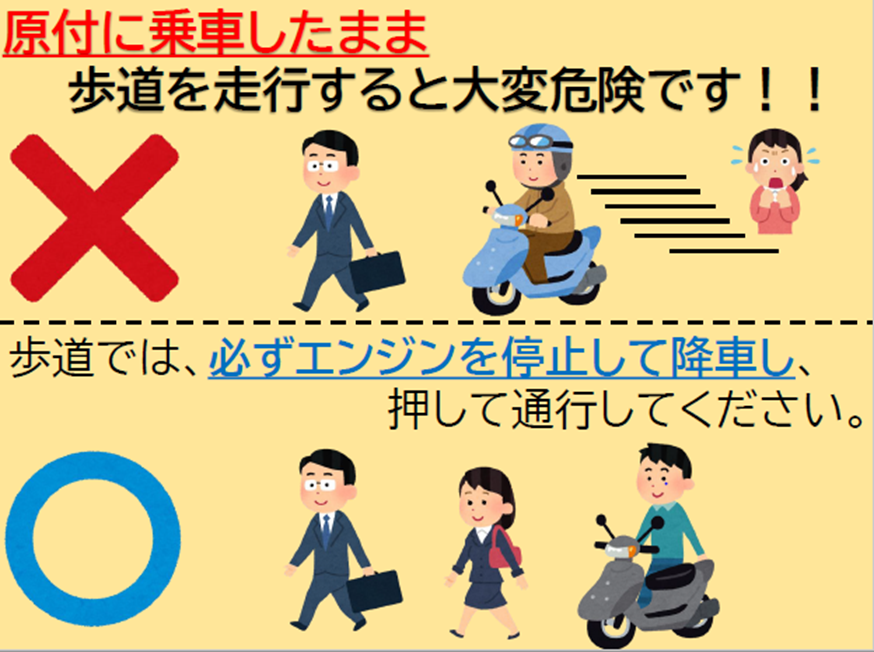 原付に乗車したまま
歩道を走行すると大変危険です！！
歩道では、必ずエンジンを停止して降車し、
押して通行してください。